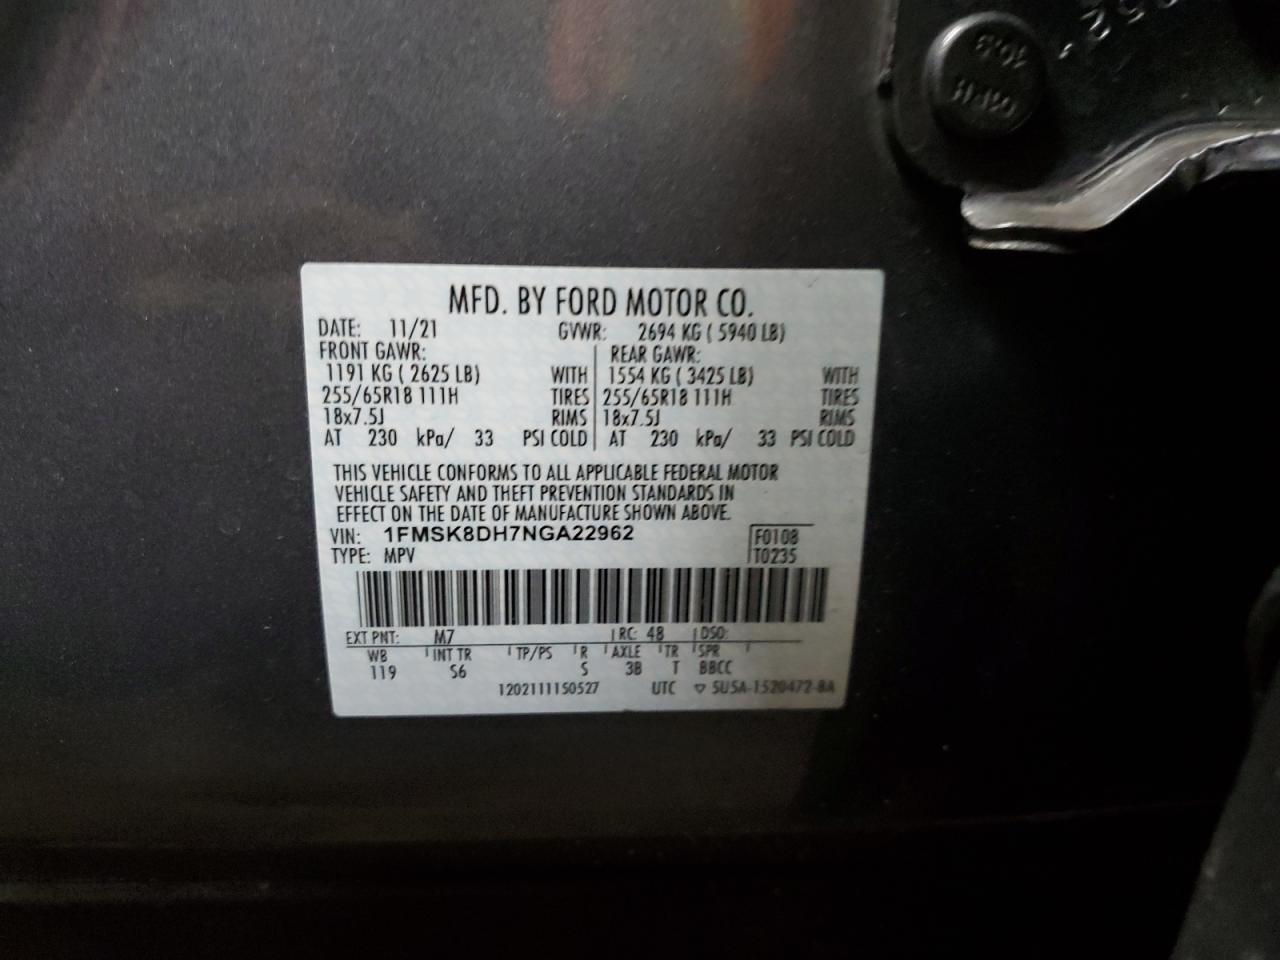 MFD. BY FORD MOTOR CO.
DATE: 11/21 GVWR: 2694 KG ( 5940 LB)
FRONT GAWR: REAR GAWR:
1191 KG ( 2625 LB) WITH 1554 KG ( 3425 LB) WITH
255/65R18 111H TIRES 255/65R18 111H TIRES
18x7.5J RIMS 18x7.5J RIMS
AT 230 kPa/ 33 PSI COLD AT 230 kPa/ 33 PSI COLD
THIS VEHICLE CONFORMS TO ALL APPLICABLE FEDERAL MOTOR
VEHICLE SAFETY AND THEFT PREVENTION STANDARDS IN
EFFECT ON THE DATE OF MANUFACTURE SHOWN ABOVE.
VIN: 1FMSK8DH7NGA22962 F0108
TYPE: MPV T0235
EXT PNT: M7 RC: 48 DSO:
WB INT TR TP/PS R AXLE TR SPR
119 S6 S 3B T BBCC
1202111150527 UTC ▽ 5U5A-1520472-BA